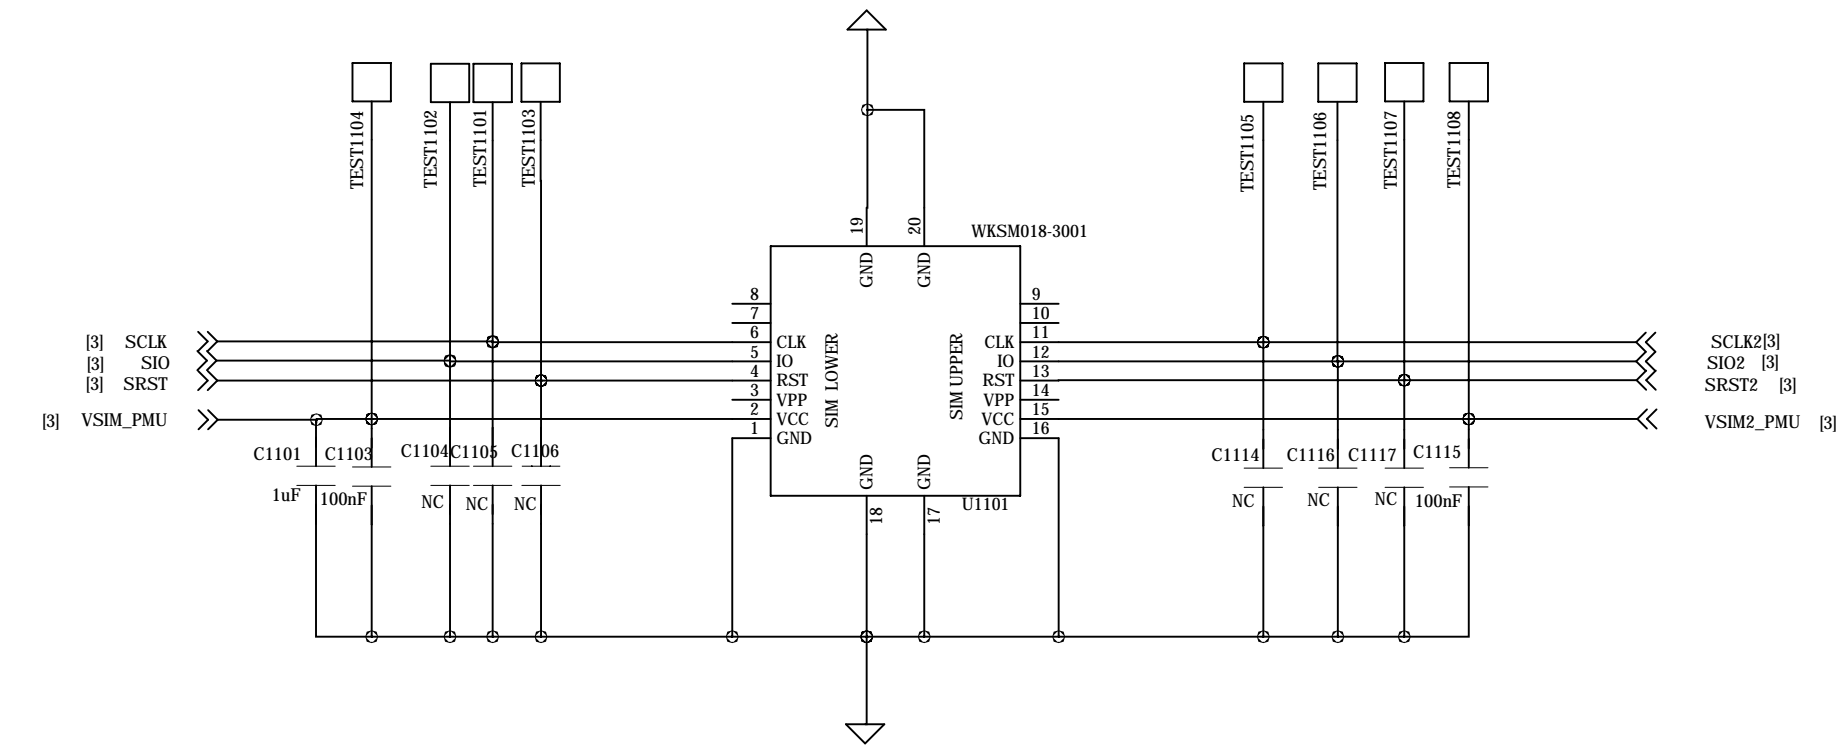 TEST1104
TEST1102
TEST1101
TEST1103
TEST1105
TEST1106
TEST1107
TEST1108
19
20
WKSM018-3001
GND
GND
8
7
6
5
4
3
2
1
CLK
IO
RST
VPP
VCC
GND
SIM LOWER
SIM UPPER
CLK
IO
RST
VPP
VCC
GND
9
10
11
12
13
14
15
16
[3] SCLK
[3] SIO
[3] SRST
[3] VSIM_PMU
SCLK2[3]
SIO2 [3]
SRST2 [3]
VSIM2_PMU [3]
C1101
C1103
C1104
C1105
C1106
1uF
100nF
NC
NC
NC
GND
GND
18
17
U1101
C1114
C1116
C1117
C1115
NC
NC
NC
100nF